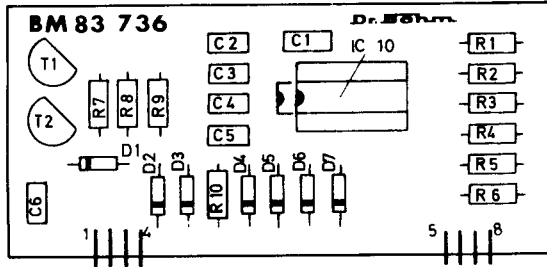 BM 83 736
Dr. Böhm
T1
T2
R7
R8
R9
C2
C3
C4
C5
C1
IC 10
R1
R2
R3
R4
R5
R6
D1
D2
D3
R10
D4
D5
D6
D7
C6
1
4
5
8